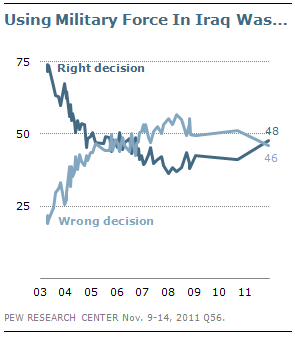 Using Military Force In Iraq Was...
75
Right decision
50
48
46
25
Wrong decision
03 04 05 06 07 08 09 10 11
PEW RESEARCH CENTER Nov. 9-14, 2011 Q56.